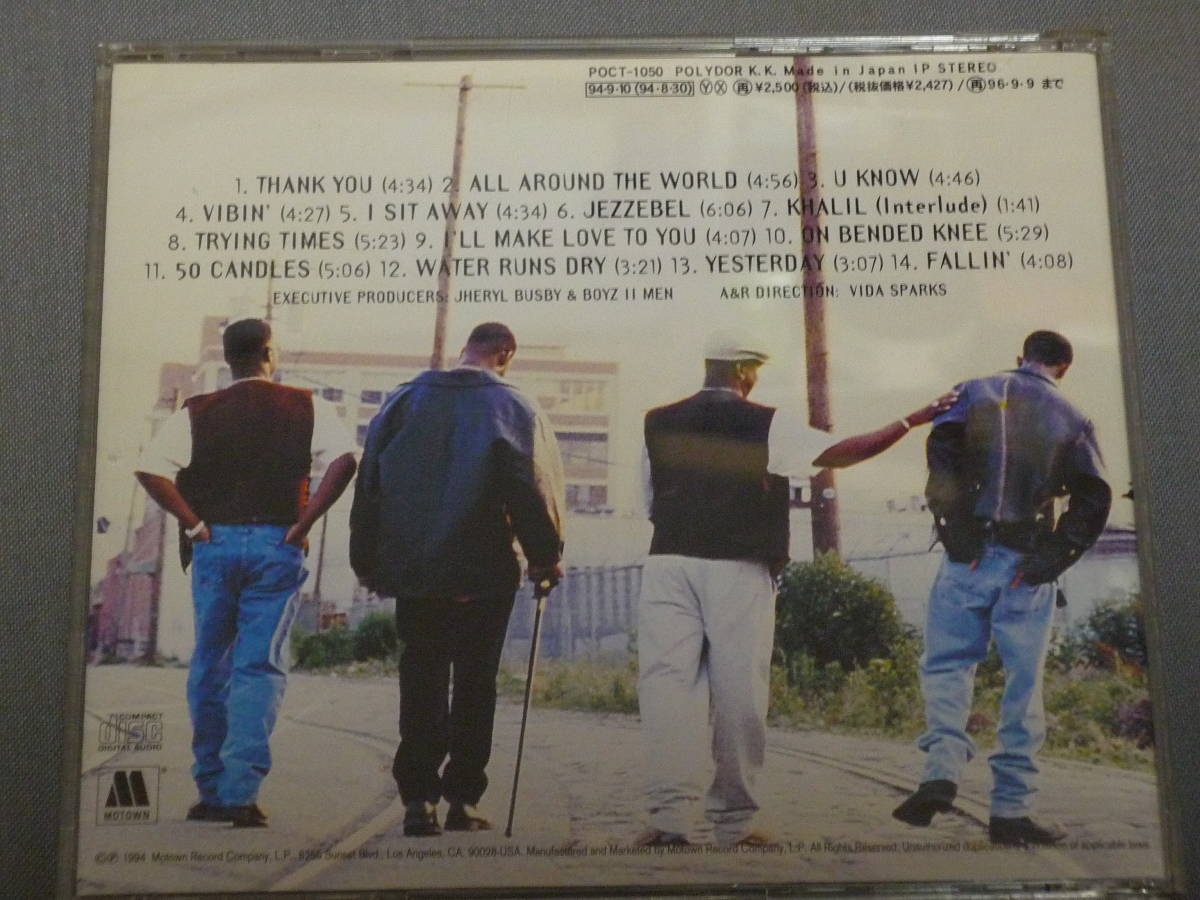 POCT-1050 POLYDOR K.K. Made in Japan 1P STEREO
94·9·10 (94·8·30) Ⓨ Ⓧ 再 ¥2,500 (税込)/(税抜価格¥2,427) / 再 96·9·9 まで
1. THANK YOU (4:34) 2. ALL AROUND THE WORLD (4:56) 3. U KNOW (4:46)
4. VIBIN' (4:27) 5. I SIT AWAY (4:34) 6. JEZZEBEL (6:06) 7. KHALIL (Interlude) (1:41)
8. TRYING TIMES (5:23) 9. I'LL MAKE LOVE TO YOU (4:07) 10. ON BENDED KNEE (5:29)
11. 50 CANDLES (5:06) 12. WATER RUNS DRY (3:21) 13. YESTERDAY (3:07) 14. FALLIN' (4:08)
EXECUTIVE PRODUCERS: JHERYL BUSBY & BOYZ II MEN A&R DIRECTION: VIDA SPARKS
COMPACT
disc
DIGITAL AUDIO
MOTOWN
©℗ 1994 Motown Record Company, L.P., 6255 Sunset Blvd., Los Angeles, CA. 90028-USA. Manufactured and Marketed by Motown Record Company, L.P. All Rights Reserved. Unauthorized of applicable laws.